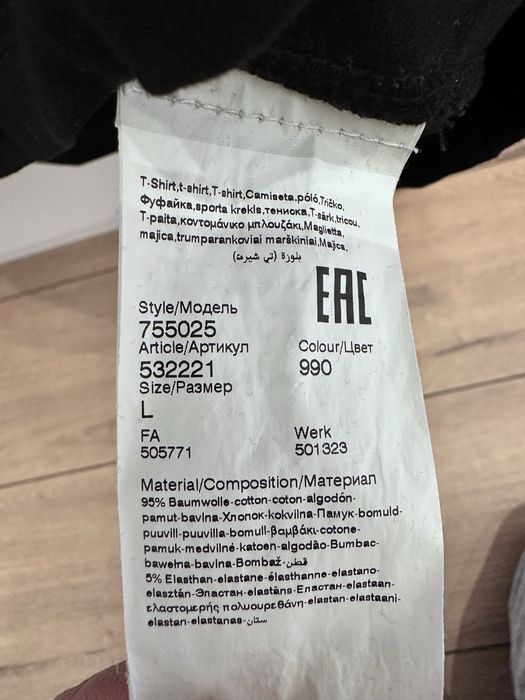 T-Shirt,t-shirt,T-shirt,Camiseta,póló,Tričko,
Фуфайка,sporta krekls,тениска,T-särk,tricou,
T-paita,κοντομάνικο μπλουζάκι,Maglietta,
majica,trumparankoviai marškiniai,Majica,
بلوزة (تي شيرت)
EAC
Style/Модель
755025
Article/Артикул
Colour/Цвет
532221
990
Size/Размер
L
FA
Werk
505771
501323
Material/Composition/Материал
95% Baumwolle-cotton-coton-algodón-
pamut-bavlna-Хлопок-kokvilna-Памук-bomuld-
puuvill-puuvilla-bomull-βαμβάκι-cotone-
pamuk-medvilnė-katoen-algodão-Bumbac-
bawełna-bavlna-Bombaž-قطن
5% Elasthan-elastane-élasthanne-elastano-
elasztán-Эластан-elastāns-Еластан-elastaan-
ελαστομερής πολυουρεθάνη-elastan-elastaani-
elastan-elastanas-ستان